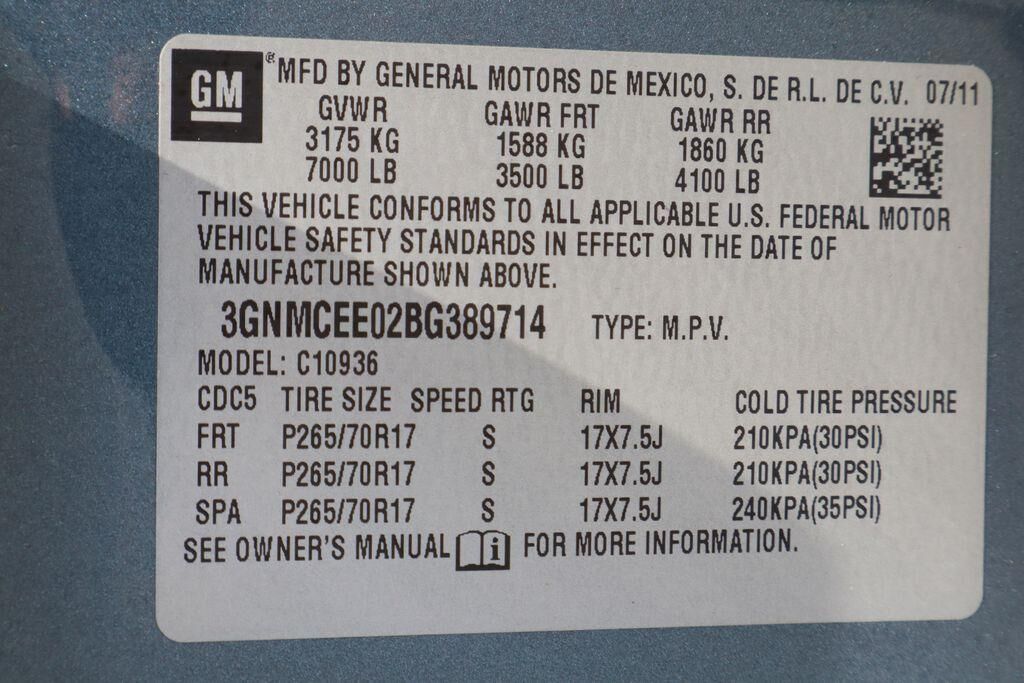 GM ® MFD BY GENERAL MOTORS DE MEXICO, S. DE R.L. DE C.V. 07/11
GVWR GAWR FRT GAWR RR
3175 KG 1588 KG 1860 KG
7000 LB 3500 LB 4100 LB
THIS VEHICLE CONFORMS TO ALL APPLICABLE U.S. FEDERAL MOTOR
VEHICLE SAFETY STANDARDS IN EFFECT ON THE DATE OF
MANUFACTURE SHOWN ABOVE.
3GNMCEE02BG389714 TYPE: M.P.V.
MODEL: C10936
CDC5 TIRE SIZE SPEED RTG RIM COLD TIRE PRESSURE
FRT P265/70R17 S 17X7.5J 210KPA(30PSI)
RR P265/70R17 S 17X7.5J 210KPA(30PSI)
SPA P265/70R17 S 17X7.5J 240KPA(35PSI)
SEE OWNER'S MANUAL i FOR MORE INFORMATION.